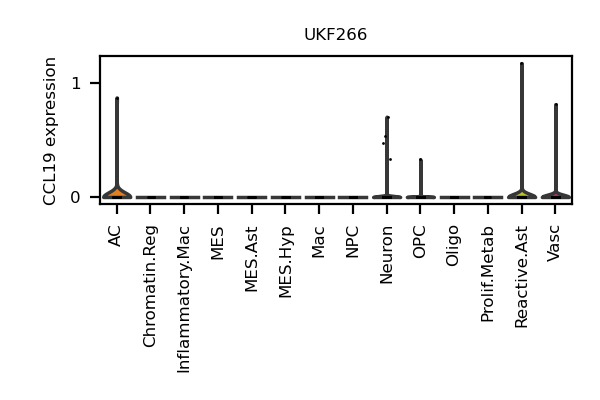 UKF266
CCL19 expression
1
0
AC
Chromatin.Reg
Inflammatory.Mac
MES
MES.Ast
MES.Hyp
Mac
NPC
Neuron
OPC
Oligo
Prolif.Metab
Reactive.Ast
Vasc